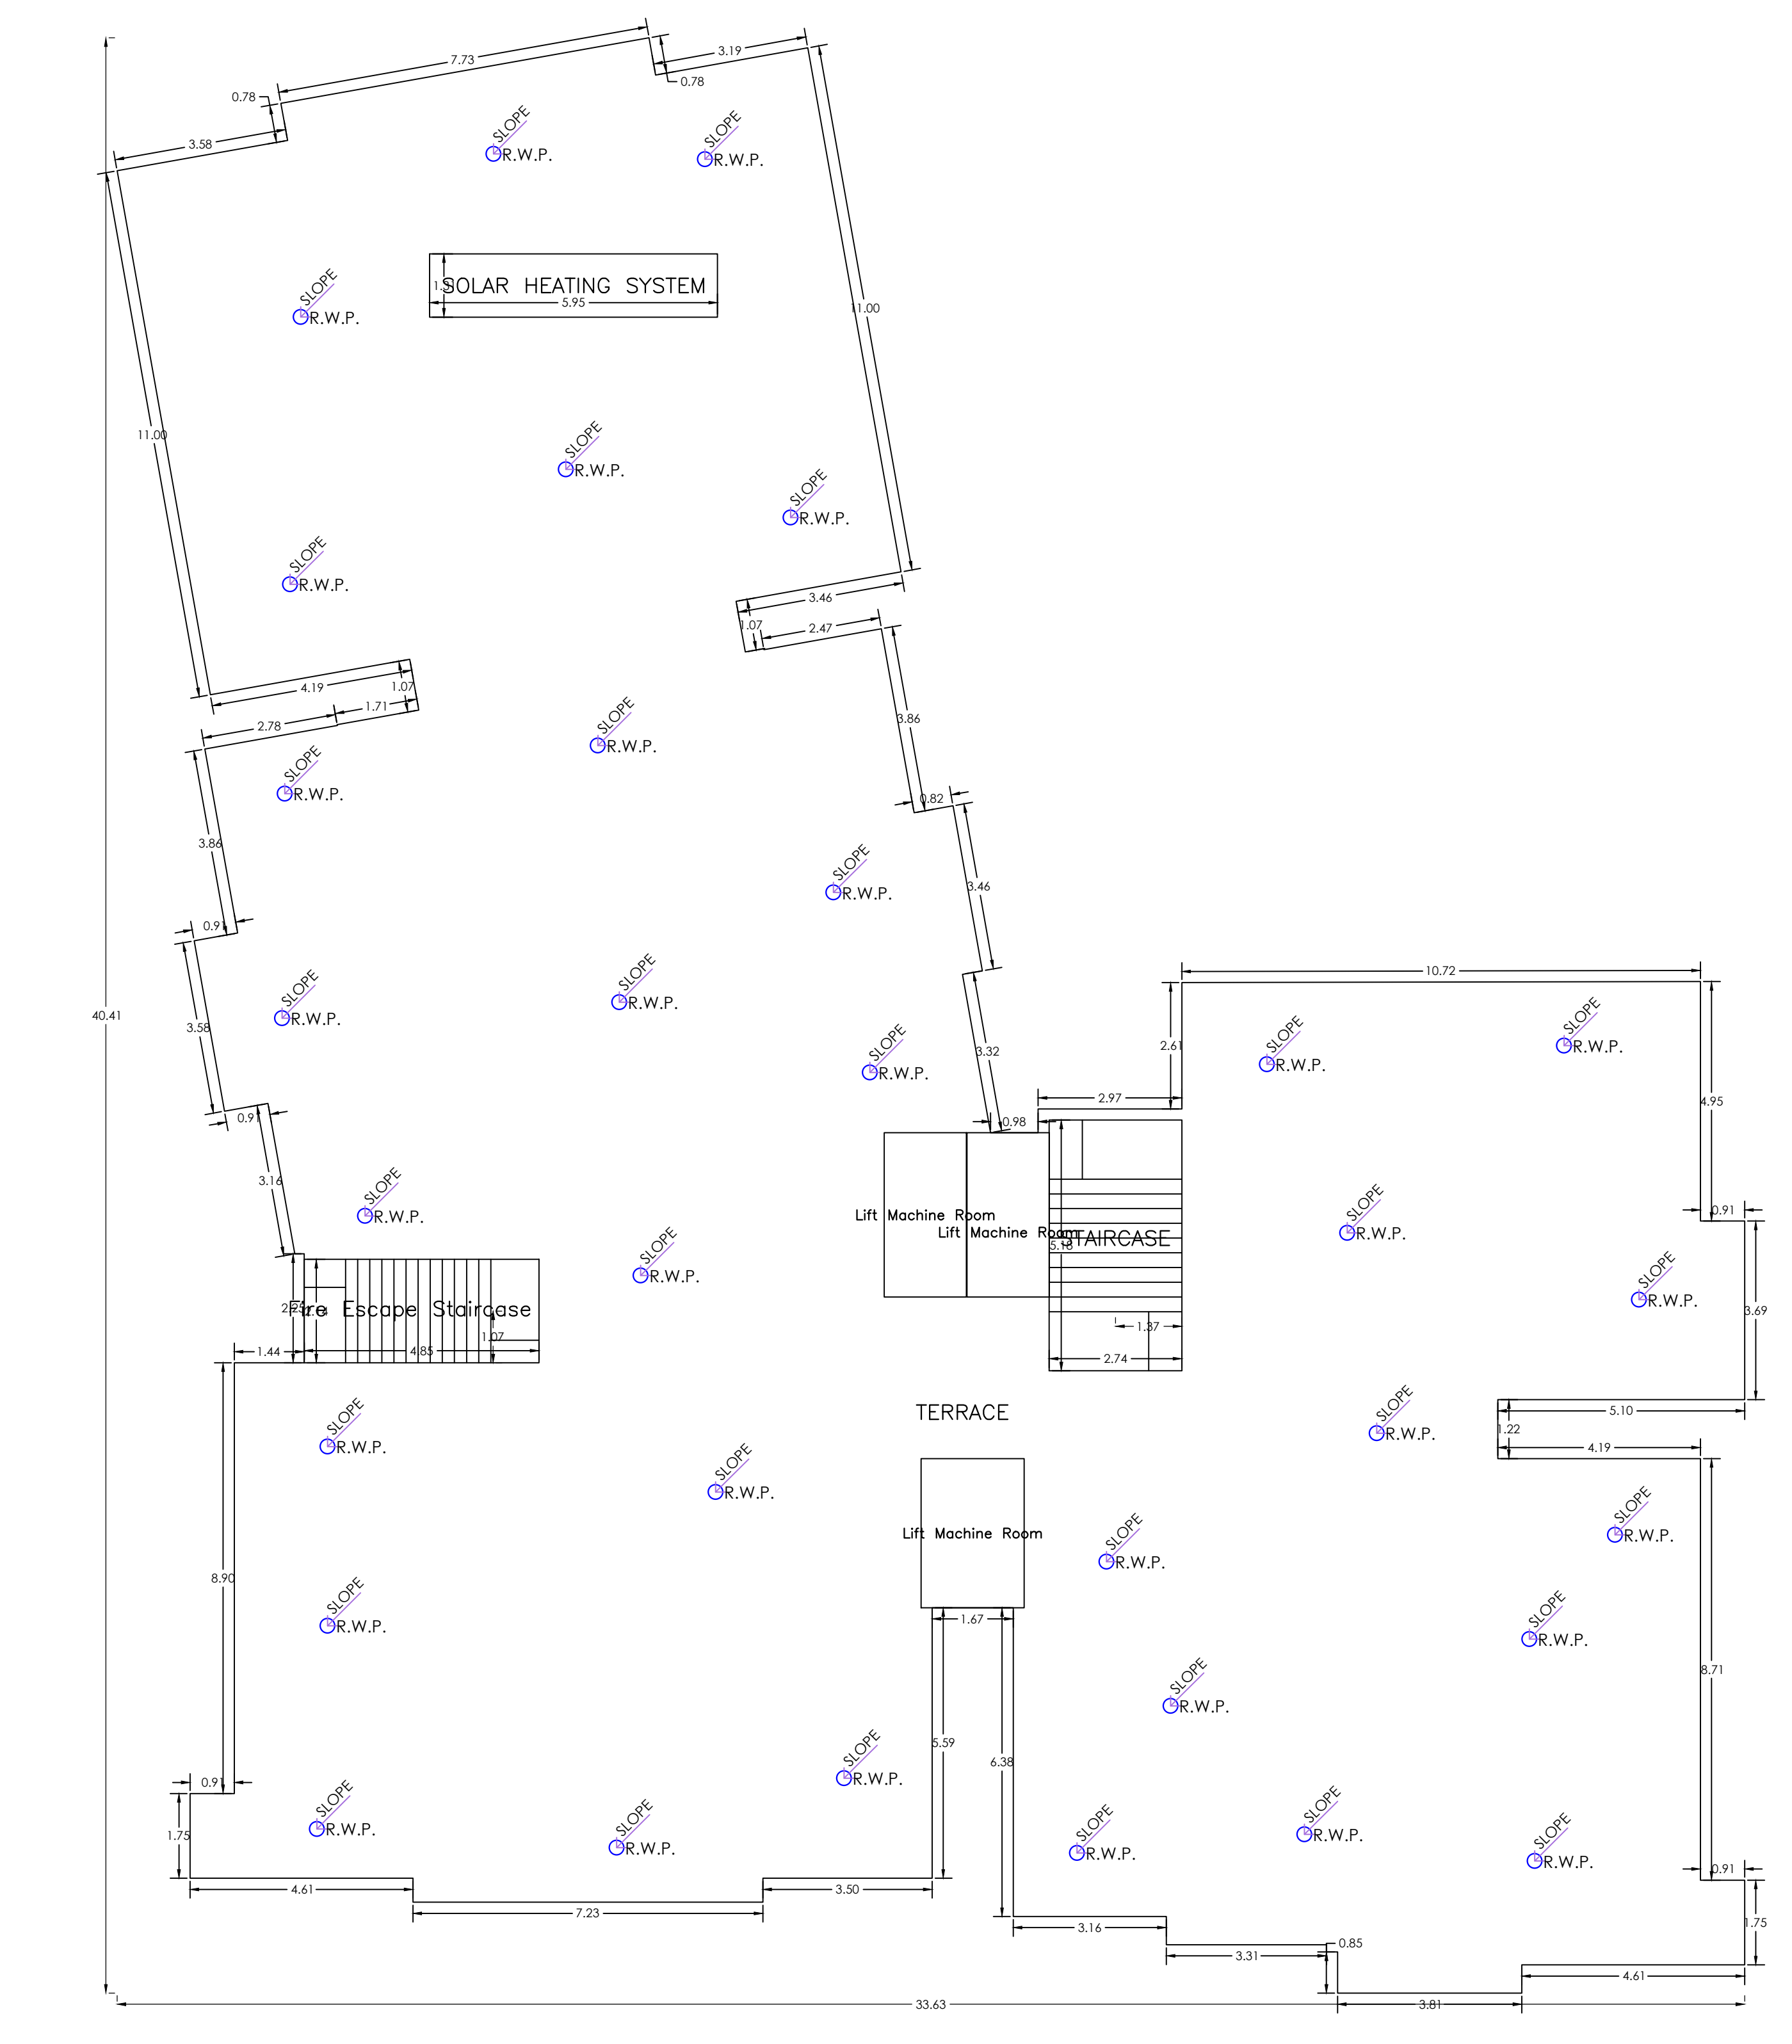 7.73
3.19
0.78
0.78
3.58
SLOPE
R.W.P.
SLOPE
R.W.P.
SLOPE
R.W.P.
SOLAR HEATING SYSTEM
5.95
11.00
11.00
SLOPE
R.W.P.
SLOPE
R.W.P.
SLOPE
R.W.P.
3.46
1.07
2.47
4.19
1.07
1.71
2.78
3.86
SLOPE
R.W.P.
SLOPE
R.W.P.
0.82
3.86
SLOPE
R.W.P.
3.46
0.91
SLOPE
R.W.P.
SLOPE
R.W.P.
3.58
40.41
3.32
SLOPE
R.W.P.
0.91
3.16
10.72
2.61
SLOPE
R.W.P.
SLOPE
R.W.P.
2.97
4.95
0.98
SLOPE
R.W.P.
Lift Machine Room
Lift Machine Room
STAIRCASE
5.18
SLOPE
R.W.P.
0.91
SLOPE
R.W.P.
SLOPE
R.W.P.
3.69
Fire Escape Staircase
1.07
1.37
1.44
4.85
2.74
TERRACE
5.10
SLOPE
R.W.P.
1.22
4.19
SLOPE
R.W.P.
SLOPE
R.W.P.
Lift Machine Room
SLOPE
R.W.P.
SLOPE
R.W.P.
8.90
1.67
SLOPE
R.W.P.
SLOPE
R.W.P.
8.71
SLOPE
R.W.P.
5.59
6.38
SLOPE
R.W.P.
0.91
SLOPE
R.W.P.
SLOPE
R.W.P.
SLOPE
R.W.P.
SLOPE
R.W.P.
SLOPE
R.W.P.
0.91
1.75
4.61
3.50
7.23
1.75
3.16
0.85
3.31
4.61
33.63
3.81